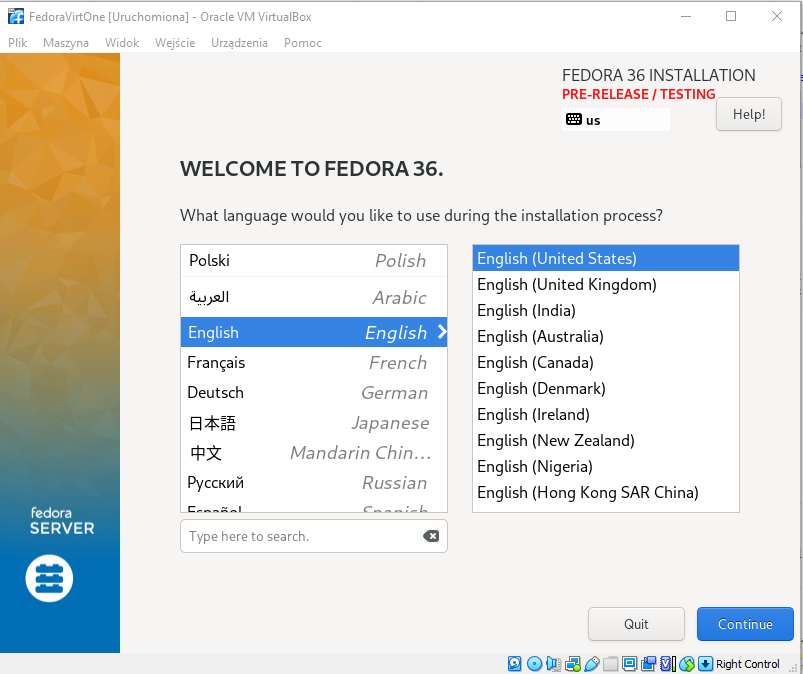 FedoraVirtOne [Uruchomiona] - Oracle VM VirtualBox
Plik Maszyna Widok Wejście Urządzenia Pomoc
FEDORA 36 INSTALLATION
PRE-RELEASE / TESTING
us
Help!
WELCOME TO FEDORA 36.
What language would you like to use during the installation process?
Polski Polish
العربية Arabic
English English
Français French
Deutsch German
日本語 Japanese
中文 Mandarin Chin...
Русский Russian
Español Spanish
Type here to search.
English (United States)
English (United Kingdom)
English (India)
English (Australia)
English (Canada)
English (Denmark)
English (Ireland)
English (New Zealand)
English (Nigeria)
English (Hong Kong SAR China)
fedora
SERVER
Quit
Continue
Right Control